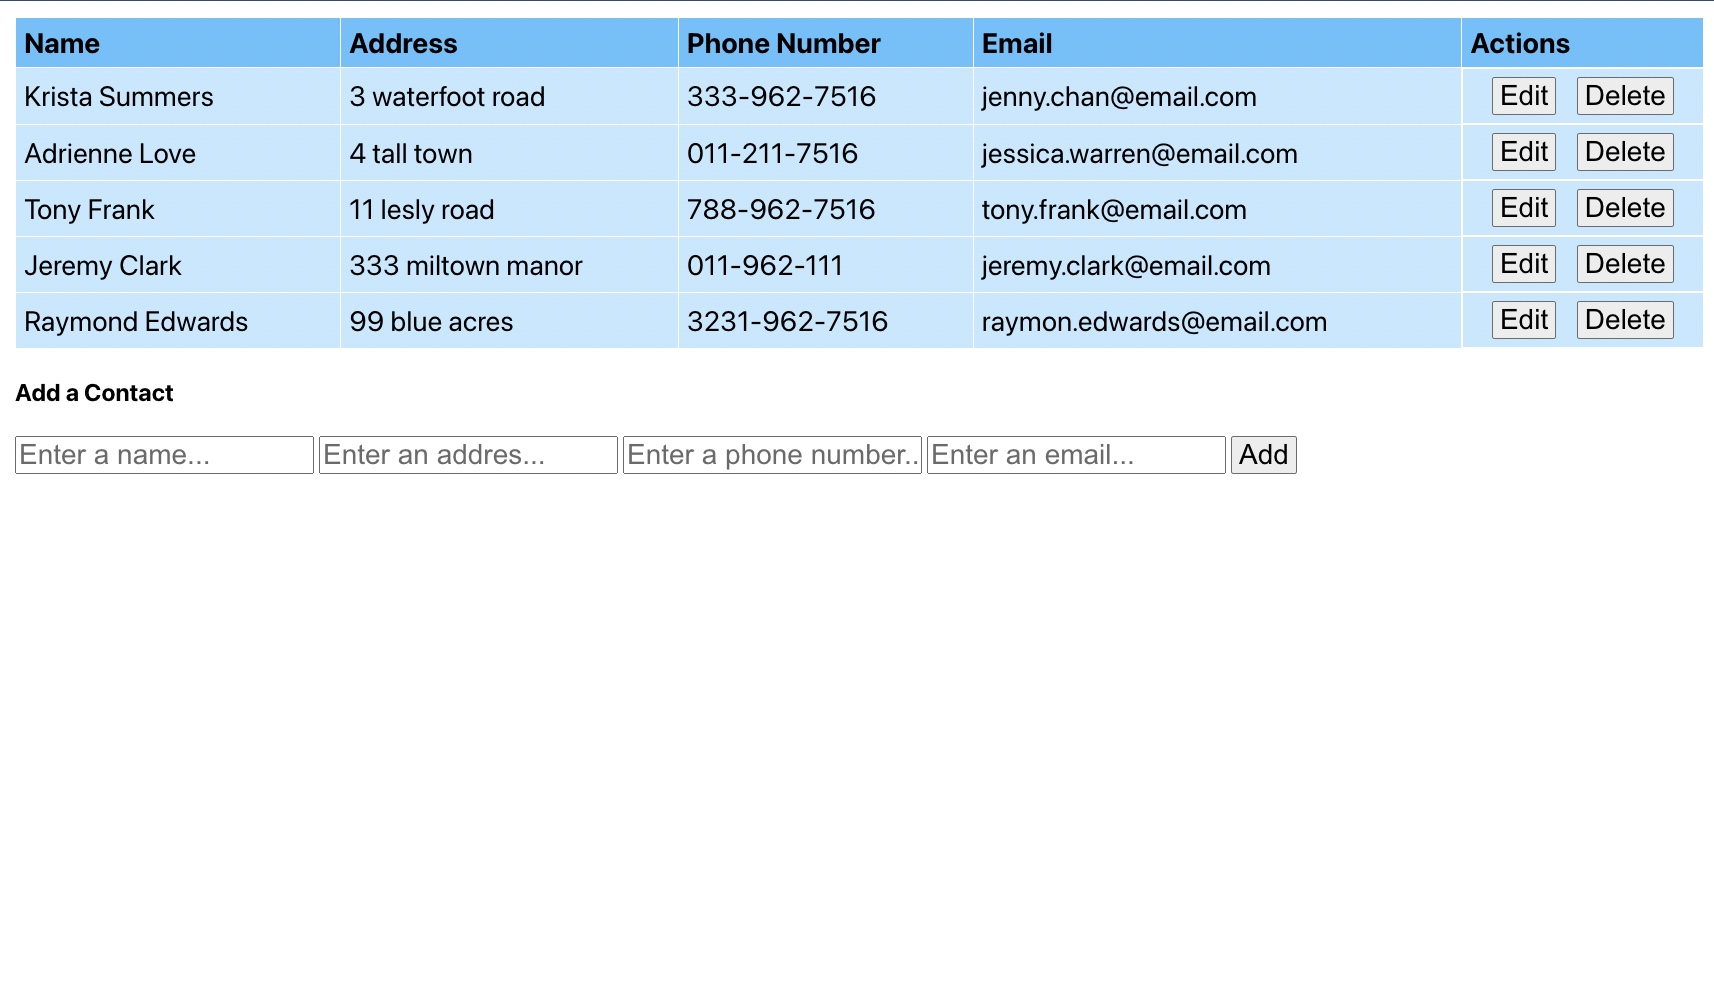 Name Address Phone Number Email Actions
Krista Summers 3 waterfoot road 333-962-7516 jenny.chan@email.com Edit Delete
Adrienne Love 4 tall town 011-211-7516 jessica.warren@email.com Edit Delete
Tony Frank 11 lesly road 788-962-7516 tony.frank@email.com Edit Delete
Jeremy Clark 333 miltown manor 011-962-111 jeremy.clark@email.com Edit Delete
Raymond Edwards 99 blue acres 3231-962-7516 raymon.edwards@email.com Edit Delete
Add a Contact
Enter a name... Enter an addres... Enter a phone number.. Enter an email... Add